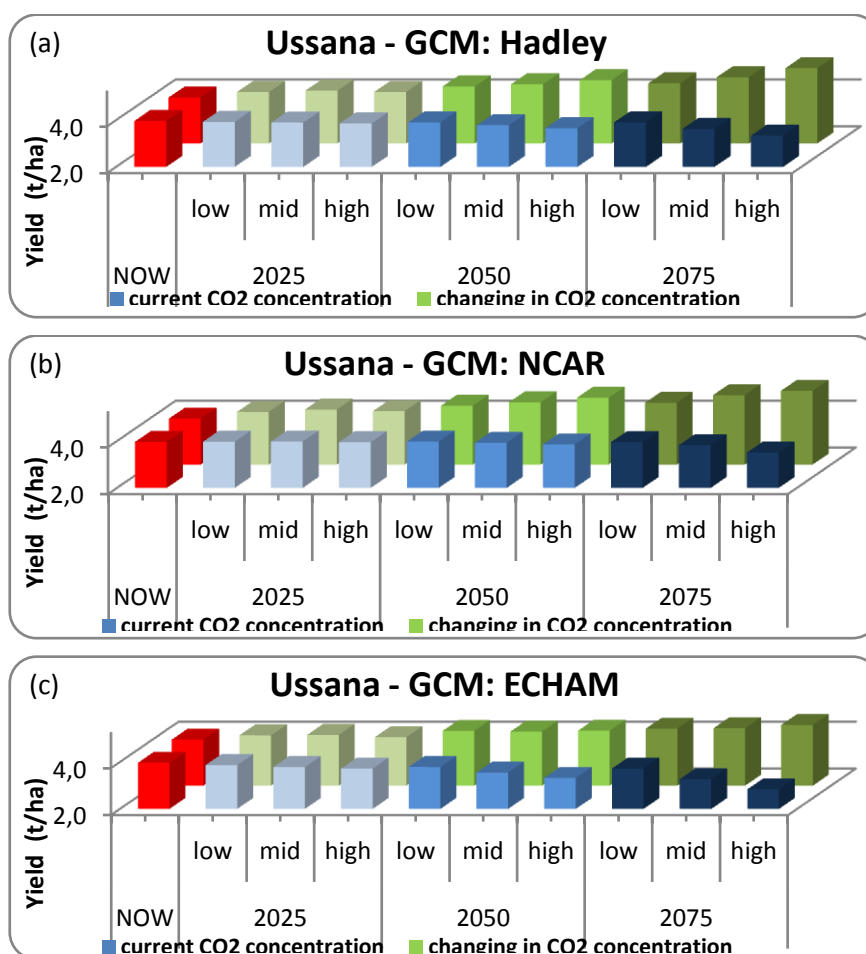 (a)
Ussana - GCM: Hadley
Yield (t/ha)
4,0
2,0
low mid high low mid high low mid high
NOW 2025 2050 2075
current CO2 concentration changing in CO2 concentration
(b)
Ussana - GCM: NCAR
Yield (t/ha)
4,0
2,0
low mid high low mid high low mid high
NOW 2025 2050 2075
current CO2 concentration changing in CO2 concentration
(c)
Ussana - GCM: ECHAM
Yield (t/ha)
4,0
2,0
low mid high low mid high low mid high
NOW 2025 2050 2075
current CO2 concentration changing in CO2 concentration